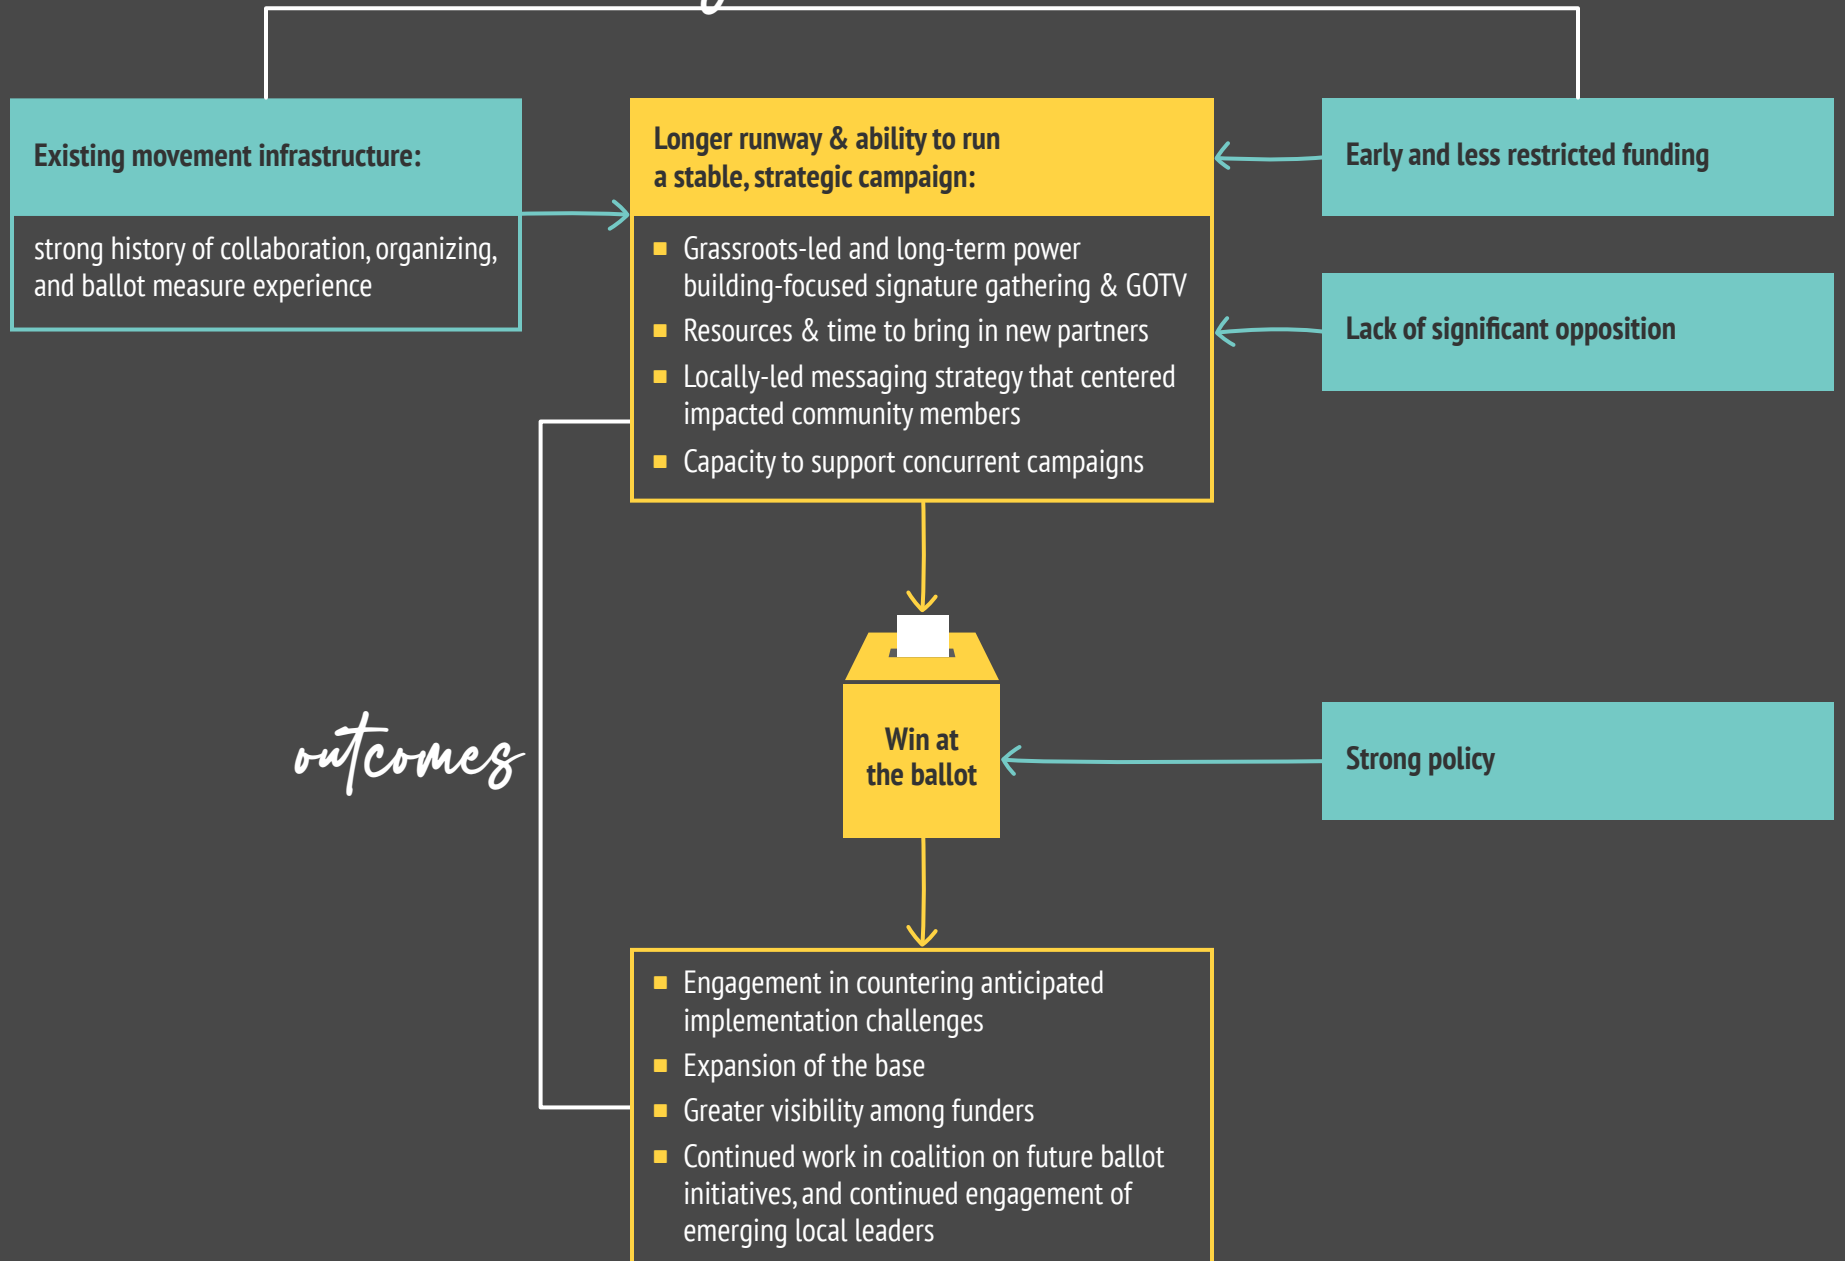 Existing movement infrastructure:
strong history of collaboration, organizing,
and ballot measure experience
Longer runway & ability to run
a stable, strategic campaign:
■ Grassroots-led and long-term power
building-focused signature gathering & GOTV
■ Resources & time to bring in new partners
■ Locally-led messaging strategy that centered
impacted community members
■ Capacity to support concurrent campaigns
Early and less restricted funding
Lack of significant opposition
outcomes
Win at
the ballot
Strong policy
■ Engagement in countering anticipated
implementation challenges
■ Expansion of the base
■ Greater visibility among funders
■ Continued work in coalition on future ballot
initiatives, and continued engagement of
emerging local leaders